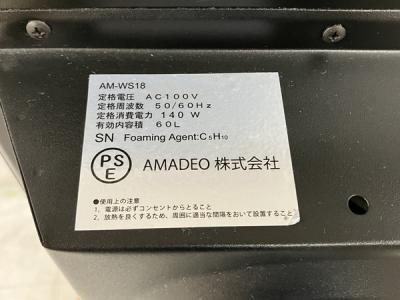 AM-WS18
定格電圧 AC100V
定格周波数 50/60Hz
定格消費電力 140W
有効内容積 60L
SN Foaming Agent:C5H10
PSE AMADEO 株式会社
●使用上の注意
1、電源は必ずコンセントからとること
2、放熱を良くするため、周囲に適当な間隔をおいて設置すること